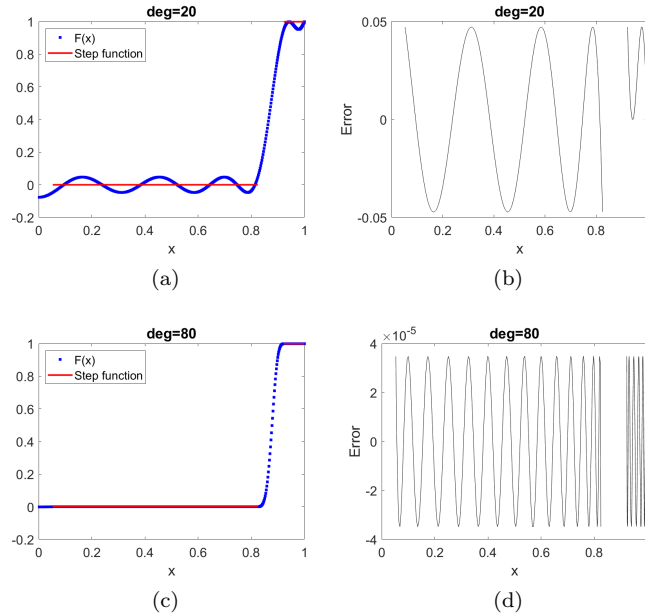 deg=20
F(x)
Step function
1
0.8
0.6
0.4
0.2
0
-0.2
0 0.2 0.4 0.6 0.8 1
x
(a)
deg=20
0.05
0
-0.05
Error
0 0.2 0.4 0.6 0.8
x
(b)
deg=80
F(x)
Step function
1
0.8
0.6
0.4
0.2
0
-0.2
0 0.2 0.4 0.6 0.8 1
x
(c)
×10-5
deg=80
4
2
0
-2
-4
Error
0 0.2 0.4 0.6 0.8
x
(d)